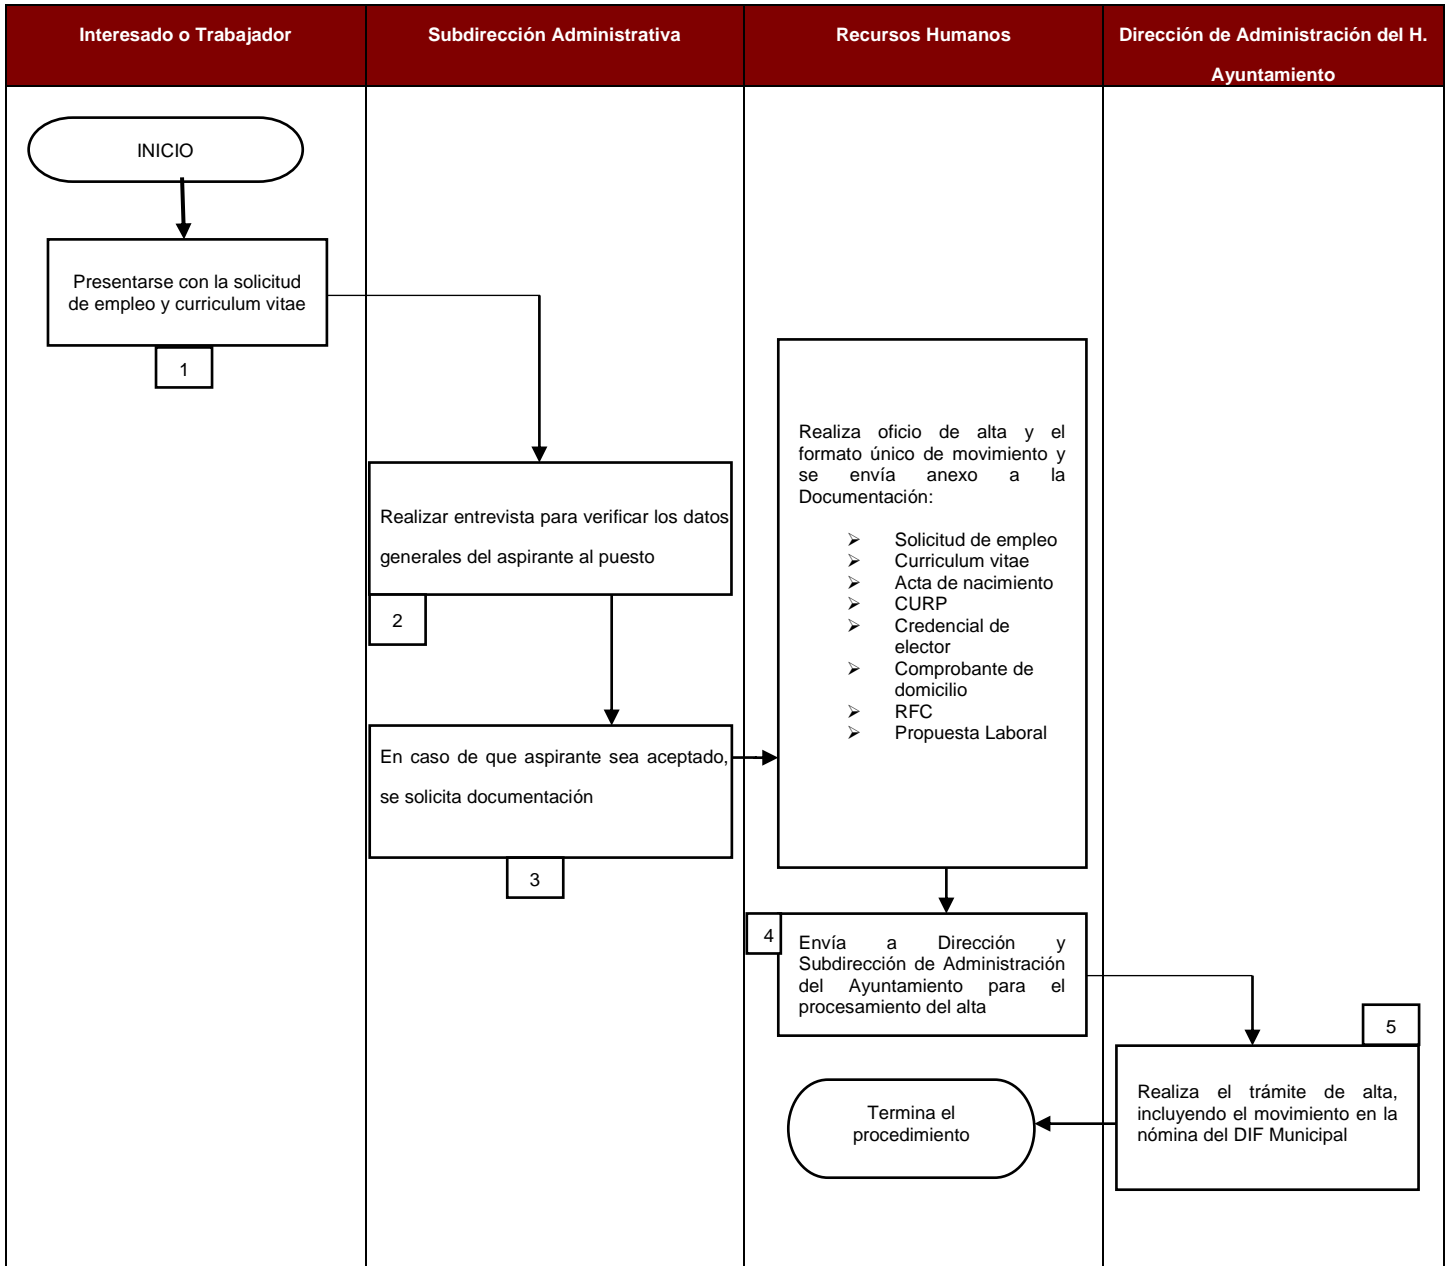 Interesado o Trabajador
Subdirección Administrativa
Recursos Humanos
Dirección de Administración del H.
Ayuntamiento
INICIO
Presentarse con la solicitud
de empleo y curriculum vitae
1
Realizar entrevista para verificar los datos
generales del aspirante al puesto
2
En caso de que aspirante sea aceptado,
se solicita documentación
3
Realiza oficio de alta y el
formato único de movimiento y
se envía anexo a la
Documentación:
➢ Solicitud de empleo
➢ Curriculum vitae
➢ Acta de nacimiento
➢ CURP
➢ Credencial de
elector
➢ Comprobante de
domicilio
➢ RFC
➢ Propuesta Laboral
4
Envía a Dirección y
Subdirección de Administración
del Ayuntamiento para el
procesamiento del alta
5
Realiza el trámite de alta,
incluyendo el movimiento en la
nómina del DIF Municipal
Termina el
procedimiento